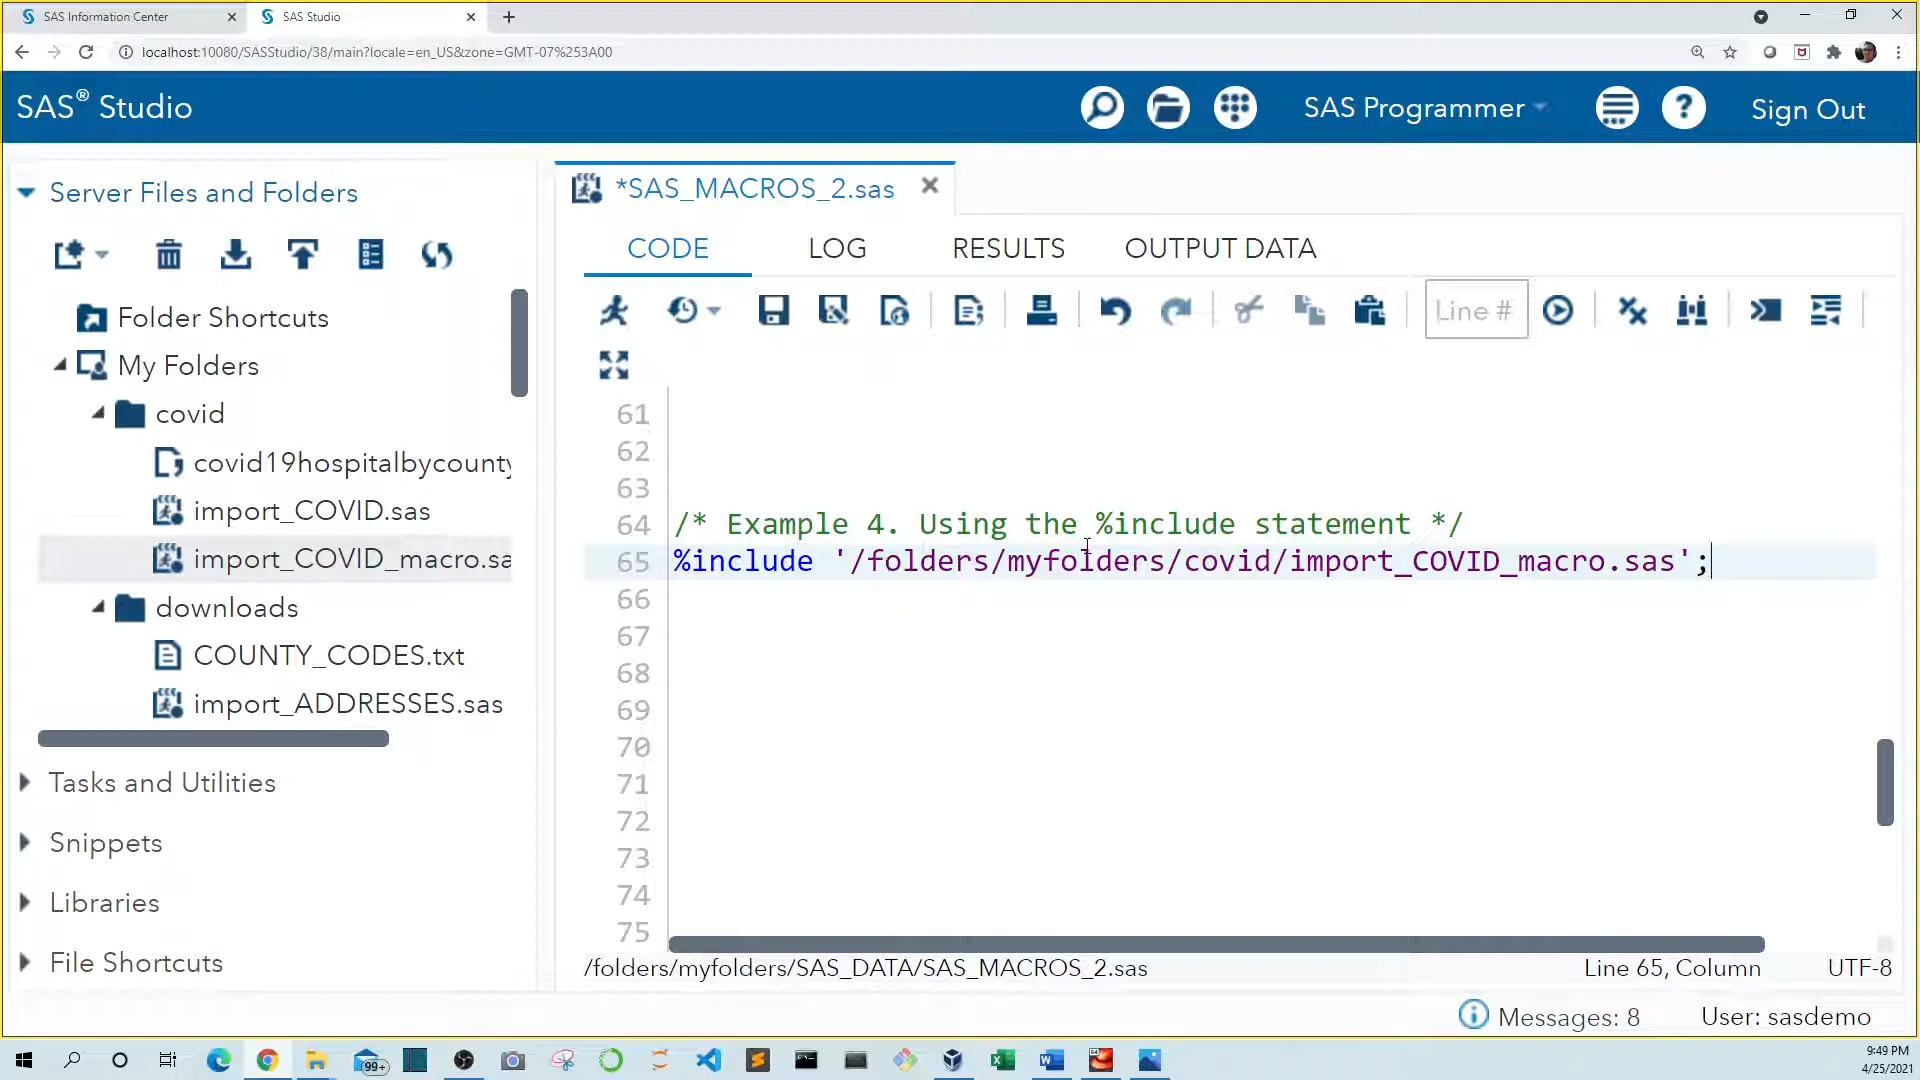 SAS Information Center
SAS Studio
localhost:10080/SASStudio/38/main?locale=en_US&zone=GMT-07%253A00
SAS® Studio
SAS Programmer
Sign Out
Server Files and Folders
Folder Shortcuts
My Folders
covid
covid19hospitalbycounty
import_COVID.sas
import_COVID_macro.sa
downloads
COUNTY_CODES.txt
import_ADDRESSES.sas
Tasks and Utilities
Snippets
Libraries
File Shortcuts
*SAS_MACROS_2.sas
CODE LOG RESULTS OUTPUT DATA
Line #
61
62
63
64 /* Example 4. Using the %include statement */
65 %include '/folders/myfolders/covid/import_COVID_macro.sas';
66
67
68
69
70
71
72
73
74
75
/folders/myfolders/SAS_DATA/SAS_MACROS_2.sas
Line 65, Column
UTF-8
Messages: 8
User: sasdemo
99+
9:49 PM
4/25/2021